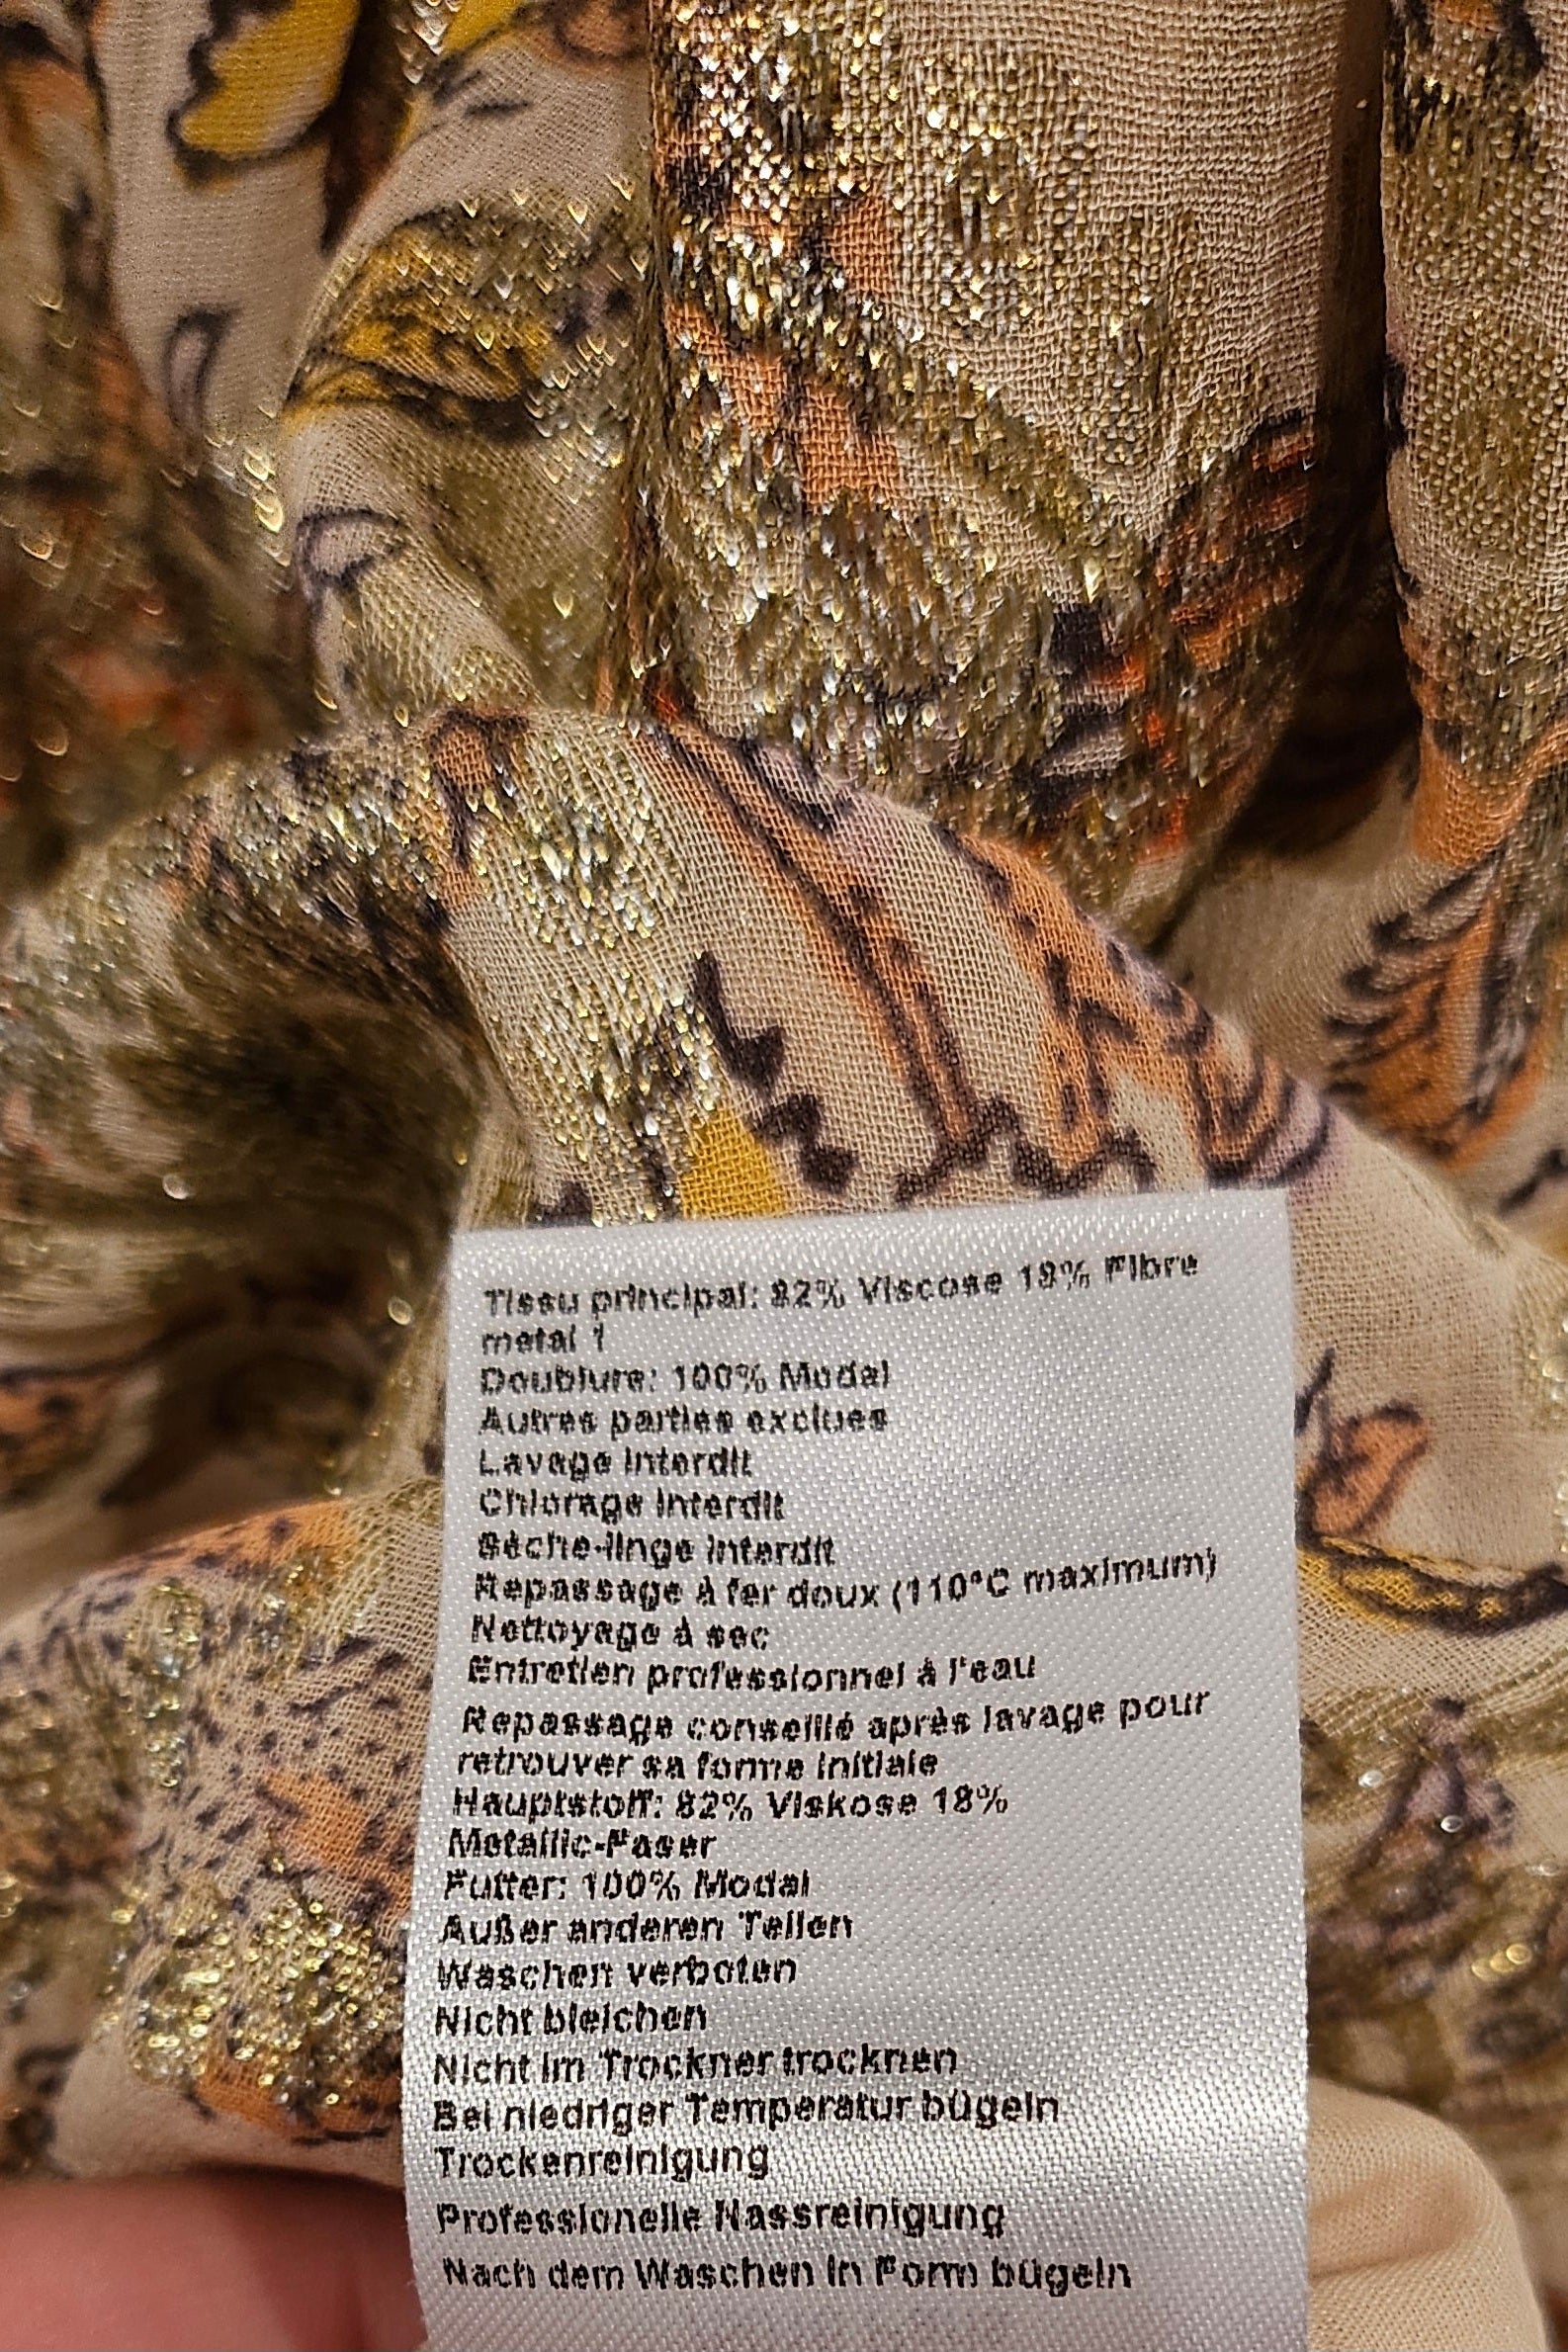 Tissu principal: 82% Viscose 18% Fibre
metal 1
Doublure: 100% Modal
Autres parties exclues
Lavage interdit
Chlorage interdit
Sèche-linge interdit
Repassage à fer doux (110°C maximum)
Nettoyage à sec
Entretien professionnel à l'eau
Repassage conseillé après lavage pour
retrouver sa forme initiale
Hauptstoff: 82% Viskose 18%
Metallic-Faser
Futter: 100% Modal
Außer anderen Teilen
Waschen verboten
Nicht bleichen
Nicht im Trockner trocknen
Bei niedriger Temperatur bügeln
Trockenreinigung
Professionelle Nassreinigung
Nach dem Waschen in Form bügeln